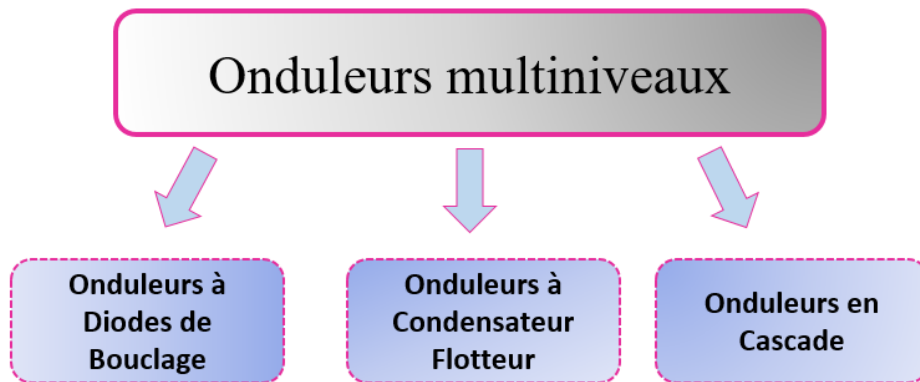 Onduleurs multiniveaux
Onduleurs à
Diodes de
Bouclage
Onduleurs à
Condensateur
Flotteur
Onduleurs en
Cascade